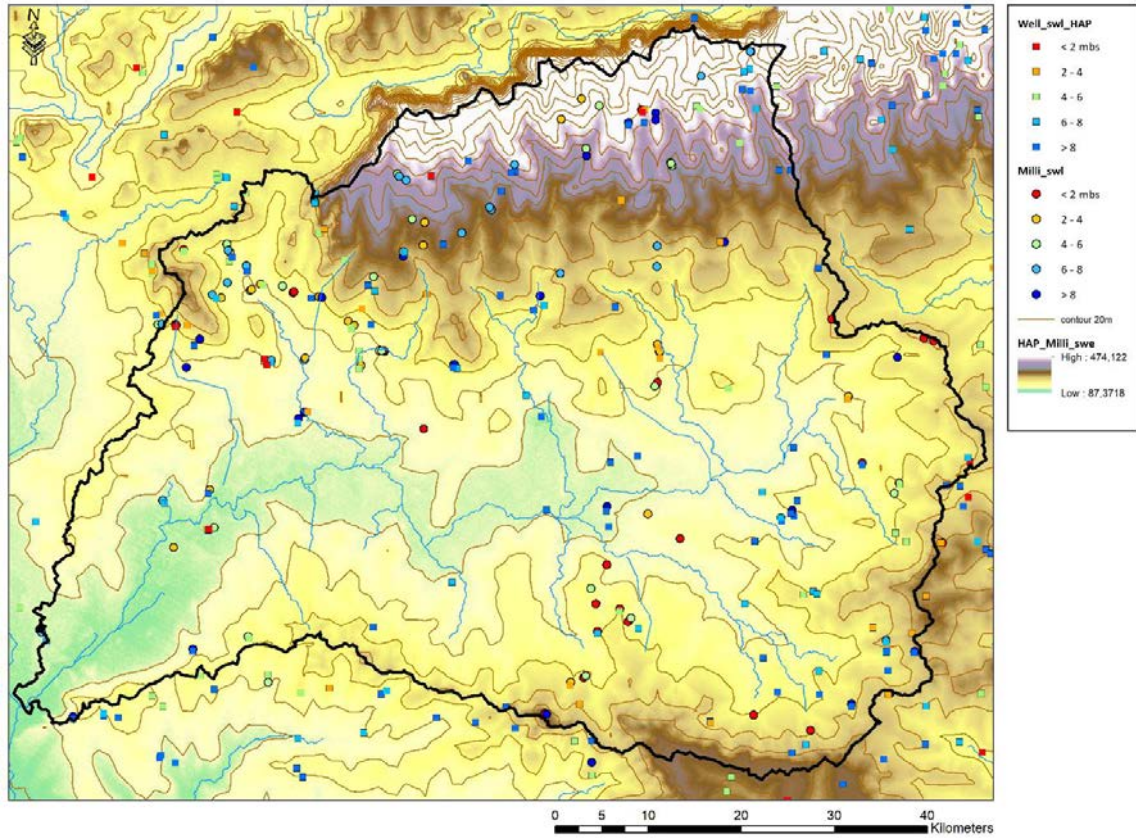 N
Well_swl_HAP
< 2 mbs
2 - 4
4 - 6
6 - 8
> 8
Milli_swl
< 2 mbs
2 - 4
4 - 6
6 - 8
> 8
contour 20m
HAP_Milli_swe
High : 474,122
Low : 87,3718
0 5 10 20 30 40
Kilometers